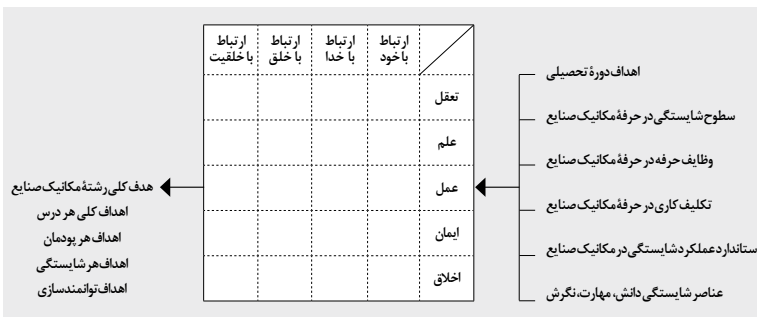 ارتباط باخود
ارتباط با خدا
ارتباط با خلق
ارتباط با خلقیت
تعقل
علم
عمل
ایمان
اخلاق
اهداف دورهٔ تحصیلی
سطوح شایستگی در حرفهٔ مکانیک صنایع
وظایف حرفه در حرفهٔ مکانیک صنایع
تکلیف کاری در حرفهٔ مکانیک صنایع
ستاندارد عملکرد شایستگی در مکانیک صنایع
عناصر شایستگی دانش، مهارت، نگرش
هدف کلی رشتهٔ مکانیک صنایع
اهداف کلی هر درس
اهداف هر پودمان
اهداف هر شایستگی
اهداف توانمندسازی